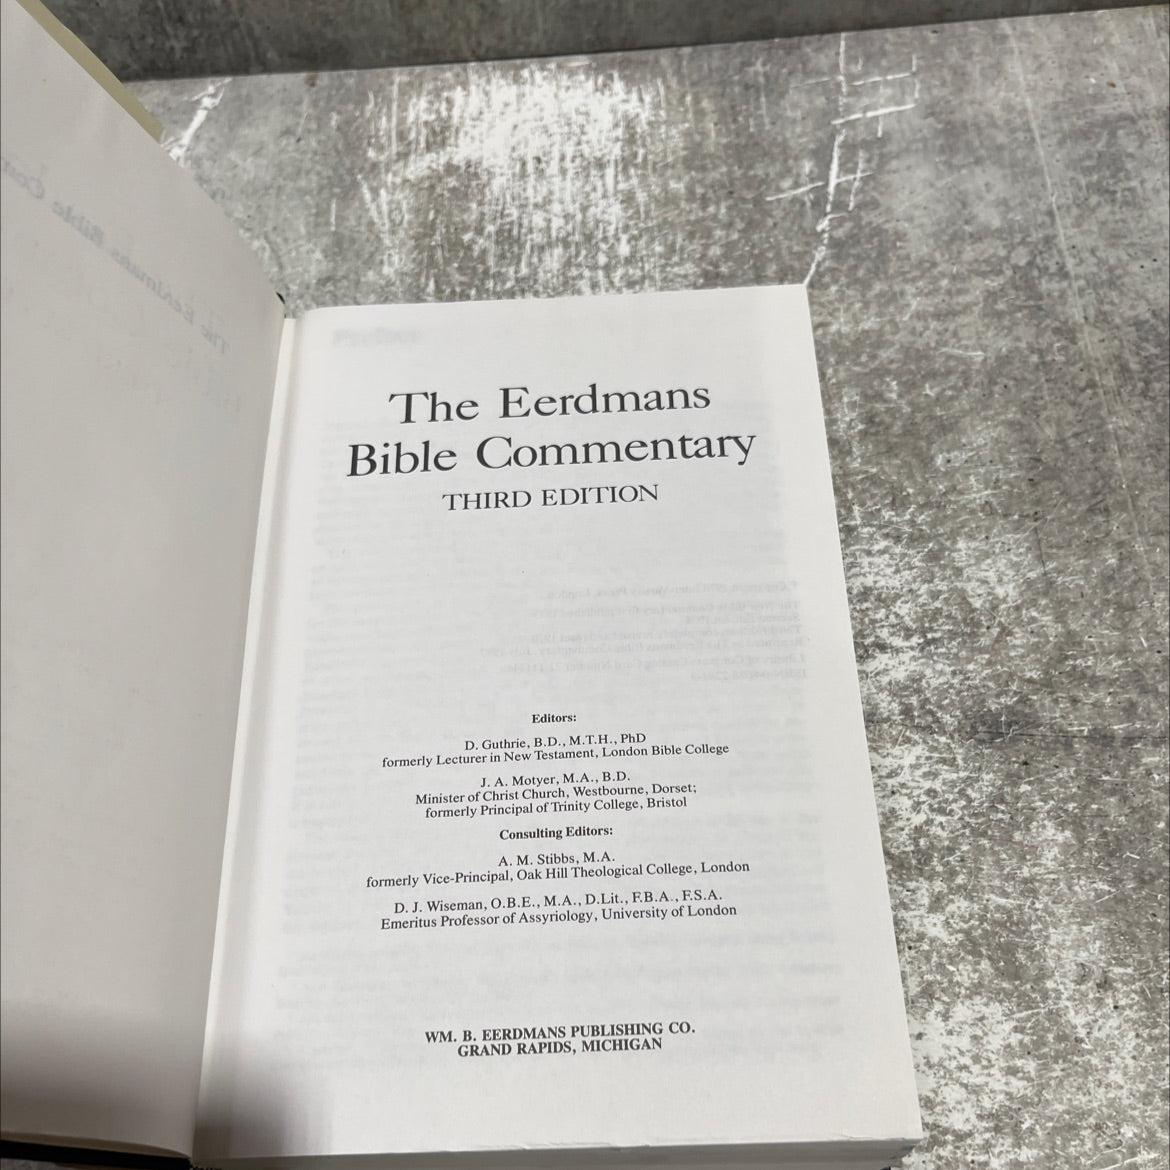 The Eerdmans
Bible Commentary
THIRD EDITION
Editors:
D. Guthrie, B.D., M.T.H., PhD
formerly Lecturer in New Testament, London Bible College
J. A. Motyer, M.A., B.D.
Minister of Christ Church, Westbourne, Dorset;
formerly Principal of Trinity College, Bristol
Consulting Editors:
A. M. Stibbs, M.A.
formerly Vice-Principal, Oak Hill Theological College, London
D. J. Wiseman, O.B.E., M.A., D.Lit., F.B.A., F.S.A.
Emeritus Professor of Assyriology, University of London
WM. B. EERDMANS PUBLISHING CO.
GRAND RAPIDS, MICHIGAN